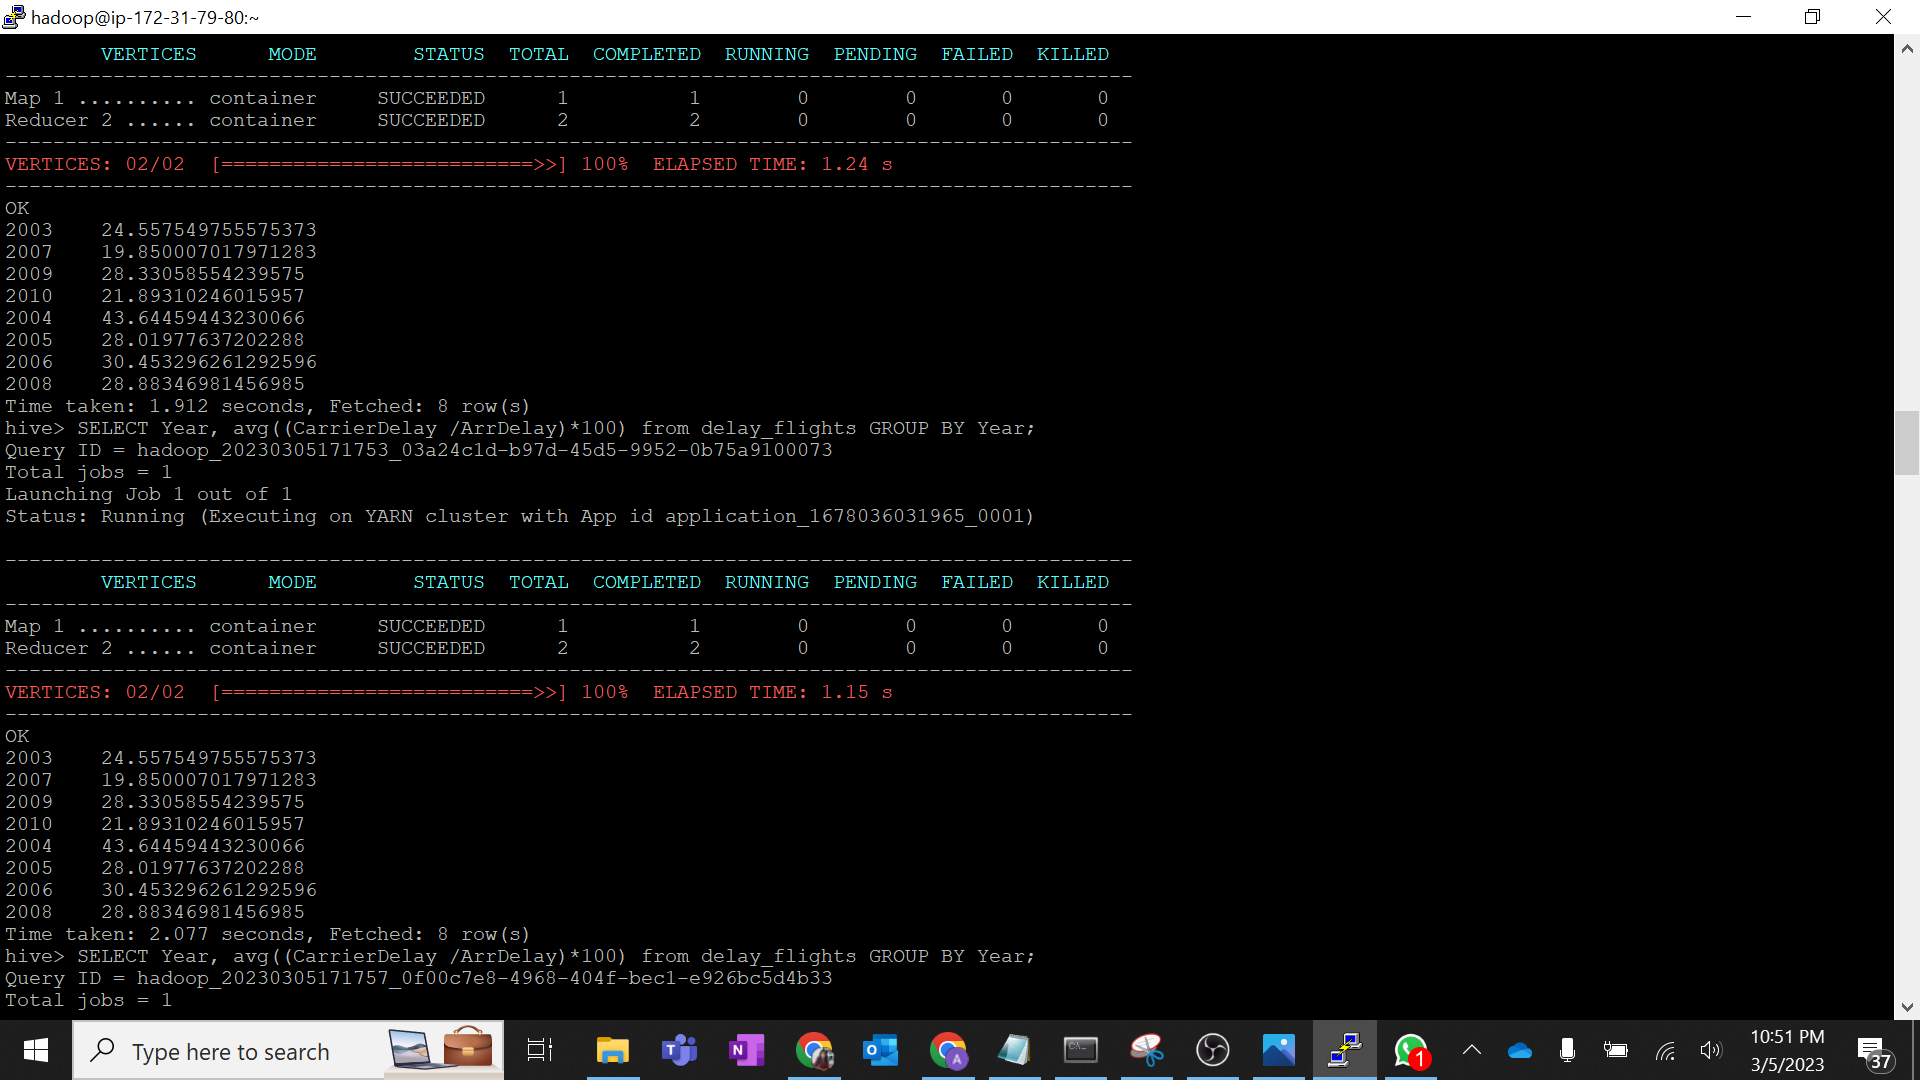 hadoop@ip-172-31-79-80:~
        VERTICES      MODE        STATUS  TOTAL  COMPLETED  RUNNING  PENDING  FAILED  KILLED
----------------------------------------------------------------------------------------------
Map 1 .......... container     SUCCEEDED      1          1        0        0       0       0
Reducer 2 ...... container     SUCCEEDED      2          2        0        0       0       0
----------------------------------------------------------------------------------------------
VERTICES: 02/02  [==========================>>] 100%  ELAPSED TIME: 1.24 s
----------------------------------------------------------------------------------------------
OK
2003    24.557549755575373
2007    19.850007017971283
2009    28.33058554239575
2010    21.89310246015957
2004    43.64459443230066
2005    28.01977637202288
2006    30.453296261292596
2008    28.88346981456985
Time taken: 1.912 seconds, Fetched: 8 row(s)
hive> SELECT Year, avg((CarrierDelay /ArrDelay)*100) from delay_flights GROUP BY Year;
Query ID = hadoop_20230305171753_03a24c1d-b97d-45d5-9952-0b75a9100073
Total jobs = 1
Launching Job 1 out of 1
Status: Running (Executing on YARN cluster with App id application_1678036031965_0001)
----------------------------------------------------------------------------------------------
        VERTICES      MODE        STATUS  TOTAL  COMPLETED  RUNNING  PENDING  FAILED  KILLED
----------------------------------------------------------------------------------------------
Map 1 .......... container     SUCCEEDED      1          1        0        0       0       0
Reducer 2 ...... container     SUCCEEDED      2          2        0        0       0       0
----------------------------------------------------------------------------------------------
VERTICES: 02/02  [==========================>>] 100%  ELAPSED TIME: 1.15 s
----------------------------------------------------------------------------------------------
OK
2003    24.557549755575373
2007    19.850007017971283
2009    28.33058554239575
2010    21.89310246015957
2004    43.64459443230066
2005    28.01977637202288
2006    30.453296261292596
2008    28.88346981456985
Time taken: 2.077 seconds, Fetched: 8 row(s)
hive> SELECT Year, avg((CarrierDelay /ArrDelay)*100) from delay_flights GROUP BY Year;
Query ID = hadoop_20230305171757_0f00c7e8-4968-404f-bec1-e926bc5d4b33
Total jobs = 1
Type here to search
1
10:51 PM
3/5/2023
37